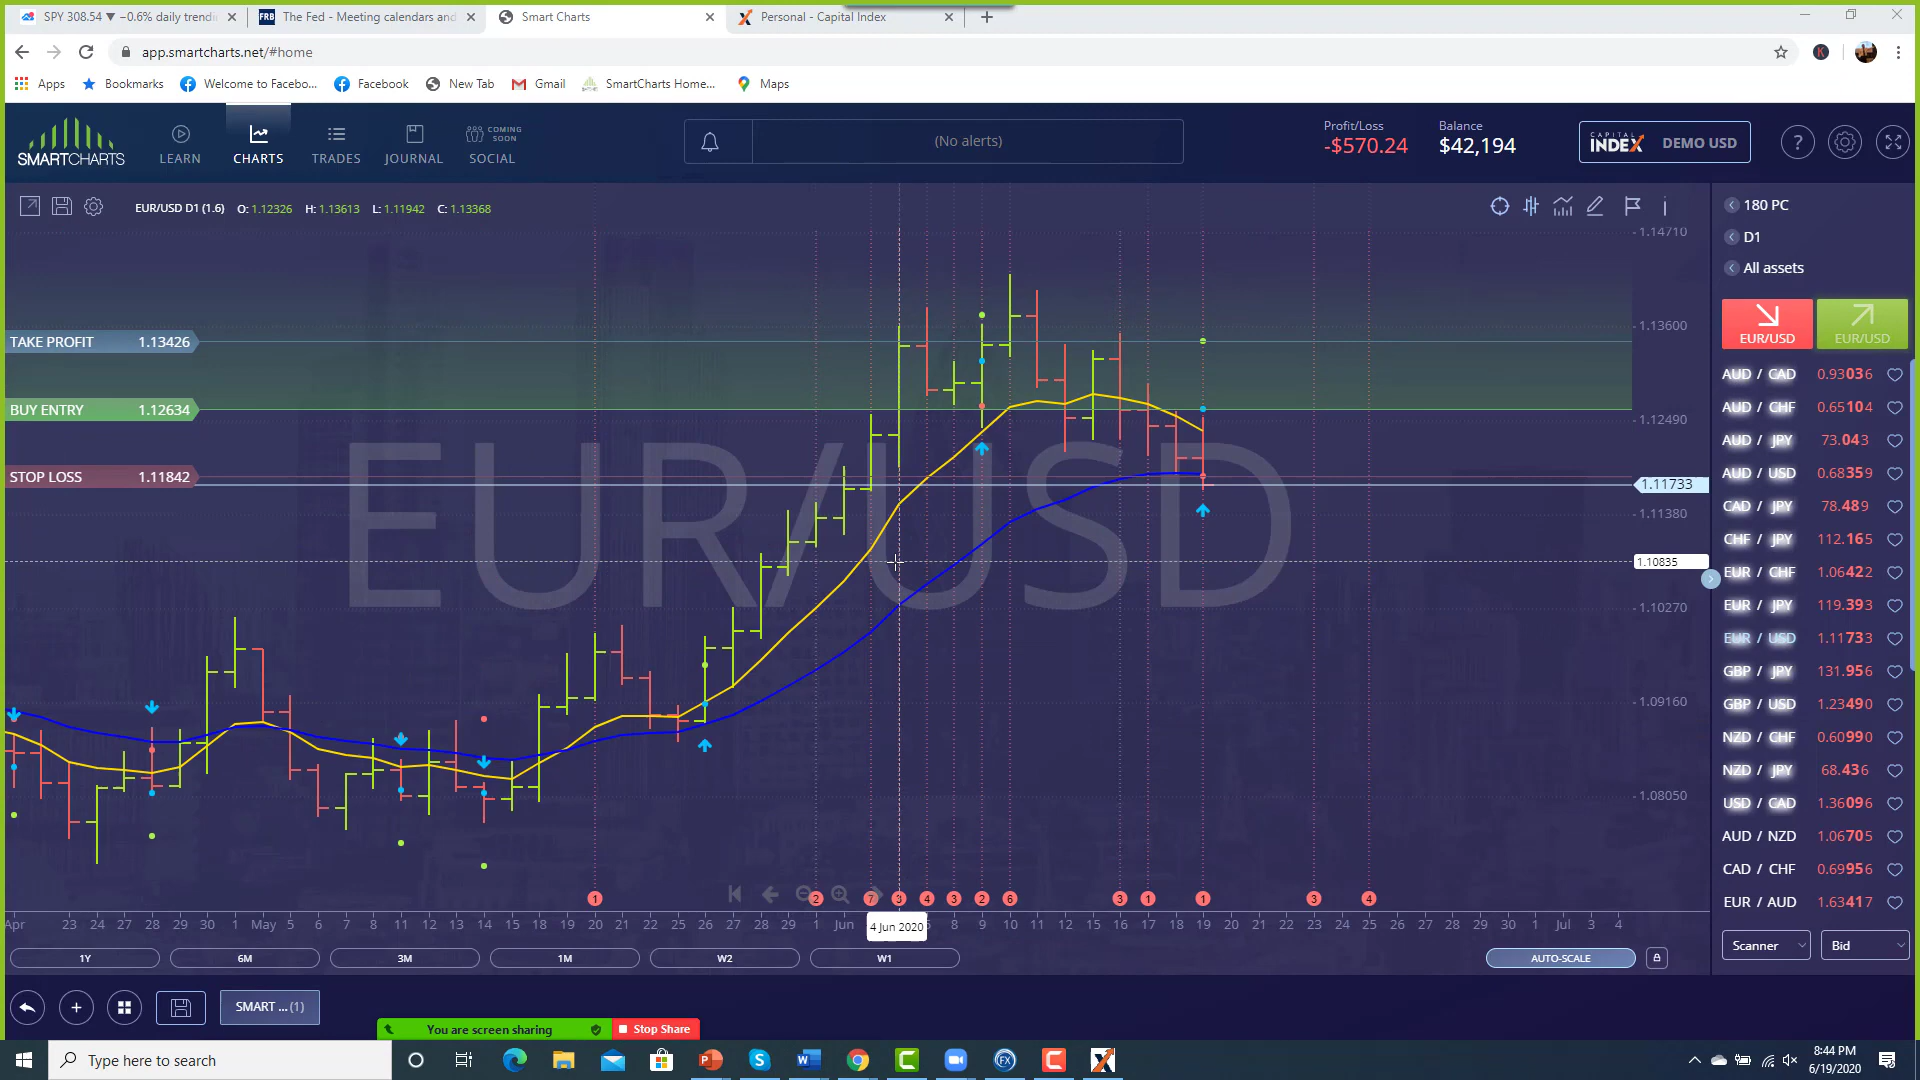 SPY 308.54 ▼ −0.6% daily trendi
The Fed - Meeting calendars and
Smart Charts
Personal - Capital Index
app.smartcharts.net/#home
Apps
Bookmarks
Welcome to Facebo...
Facebook
New Tab
Gmail
SmartCharts Home...
Maps
SMARTCHARTS
LEARN
CHARTS
TRADES
JOURNAL
COMING SOON
SOCIAL
(No alerts)
Profit/Loss
-$570.24
Balance
$42,194
CAPITAL INDEX DEMO USD
EUR/USD D1 (1.6) O: 1.12326 H: 1.13613 L: 1.11942 C: 1.13368
180 PC
D1
All assets
EUR/USD
EUR/USD
TAKE PROFIT 1.13426
BUY ENTRY 1.12634
STOP LOSS 1.11842
EUR/USD
1.14710
1.13600
1.12490
1.11733
1.11380
1.10835
1.10270
1.09160
1.08050
AUD / CAD 0.93036
AUD / CHF 0.65104
AUD / JPY 73.043
AUD / USD 0.68359
CAD / JPY 78.489
CHF / JPY 112.165
EUR / CHF 1.06422
EUR / JPY 119.393
EUR / USD 1.11733
GBP / JPY 131.956
GBP / USD 1.23490
NZD / CHF 0.60990
NZD / JPY 68.436
USD / CAD 1.36096
AUD / NZD 1.06705
CAD / CHF 0.69956
EUR / AUD 1.63417
1 2 7 3 4 3 2 6 3 1 1 3 4
Apr 23 24 27 28 29 30 1 May 5 6 7 8 11 12 13 14 15 18 19 20 21 22 25 26 27 28 29 1 Jun 4 Jun 2020 8 9 10 11 12 15 16 17 18 19 20 21 22 23 24 25 26 27 28 29 30 1 Jul 3 4
1Y
6M
3M
1M
W2
W1
AUTO-SCALE
Scanner
Bid
SMART ... (1)
You are screen sharing
Stop Share
Type here to search
8:44 PM
6/19/2020